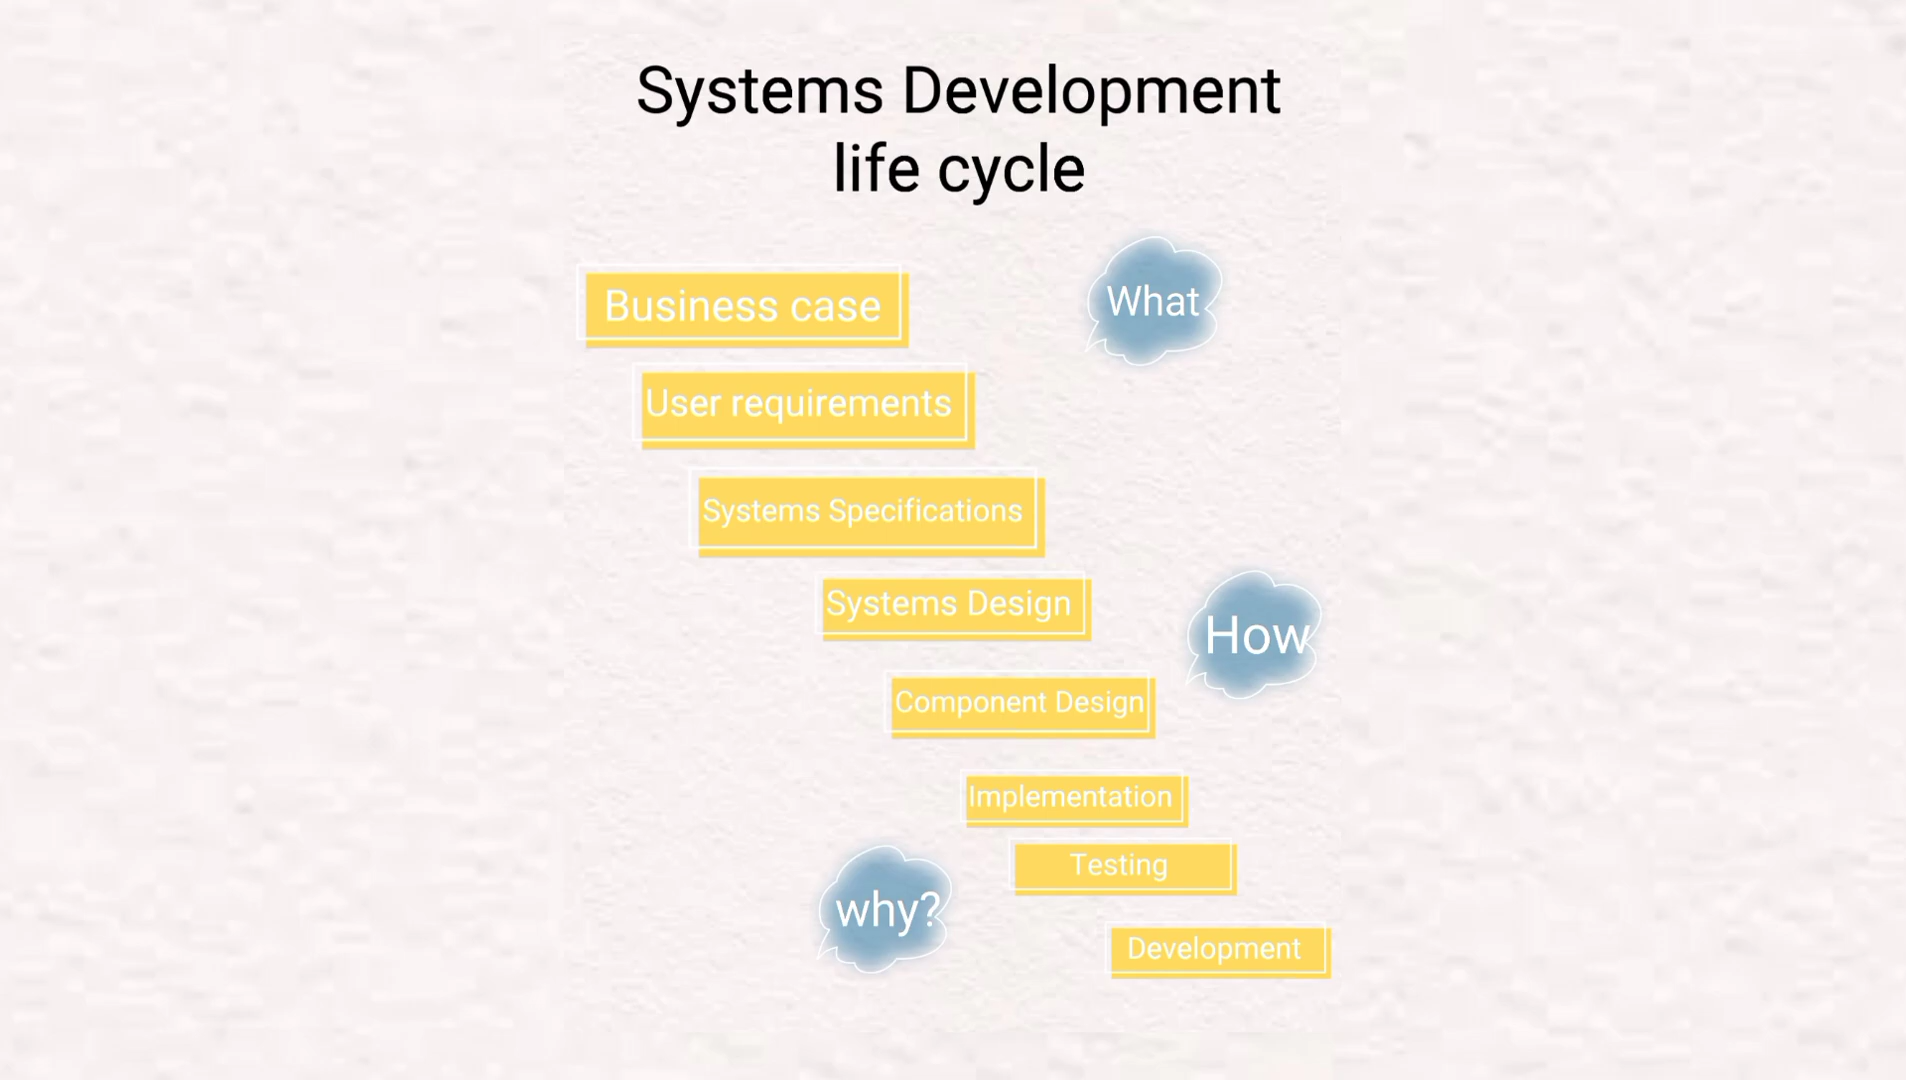 Systems Development
life cycle
Business case
What
User requirements
Systems Specifications
Systems Design
How
Component Design
Implementation
Testing
why?
Development